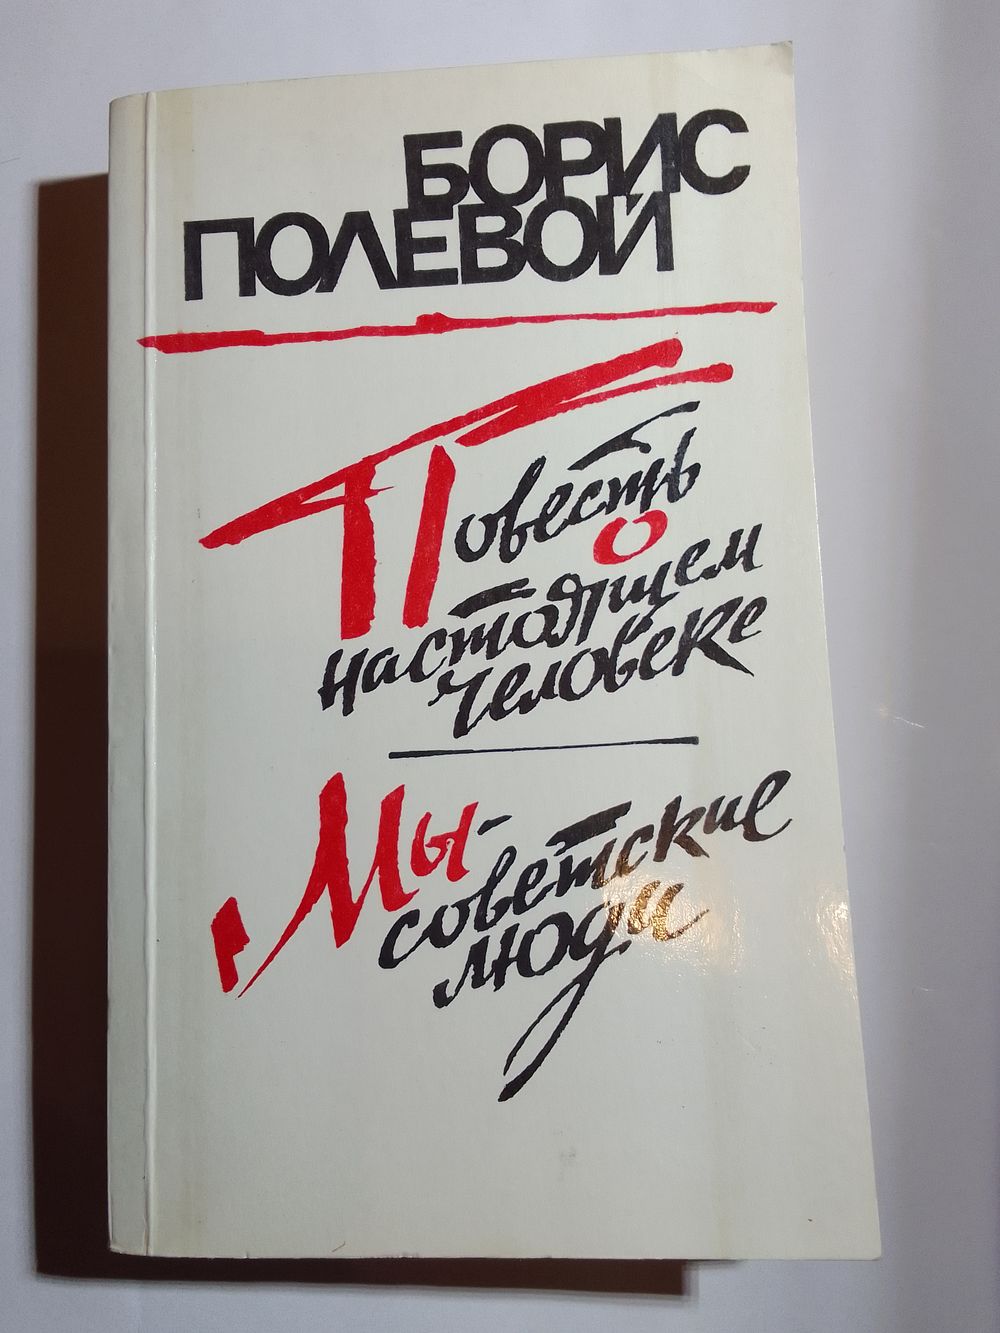 БОРИС
ПОЛЕВОЙ
Повесть
о
настоящем
человеке
Мы-
советские
люди